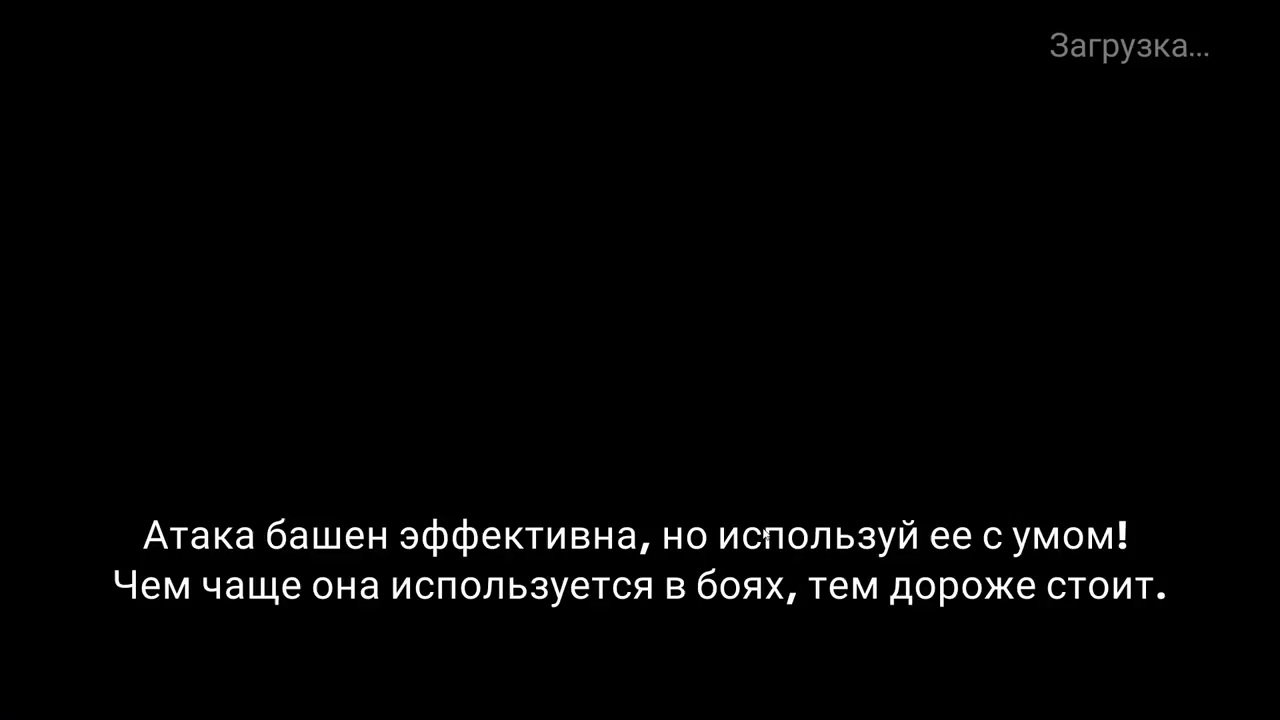 Загрузка...
Атака башен эффективна, но используй ее с умом!
Чем чаще она используется в боях, тем дороже стоит.